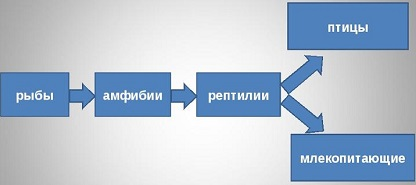 птицы
рыбы
амфибии
рептилии
млекопитающие